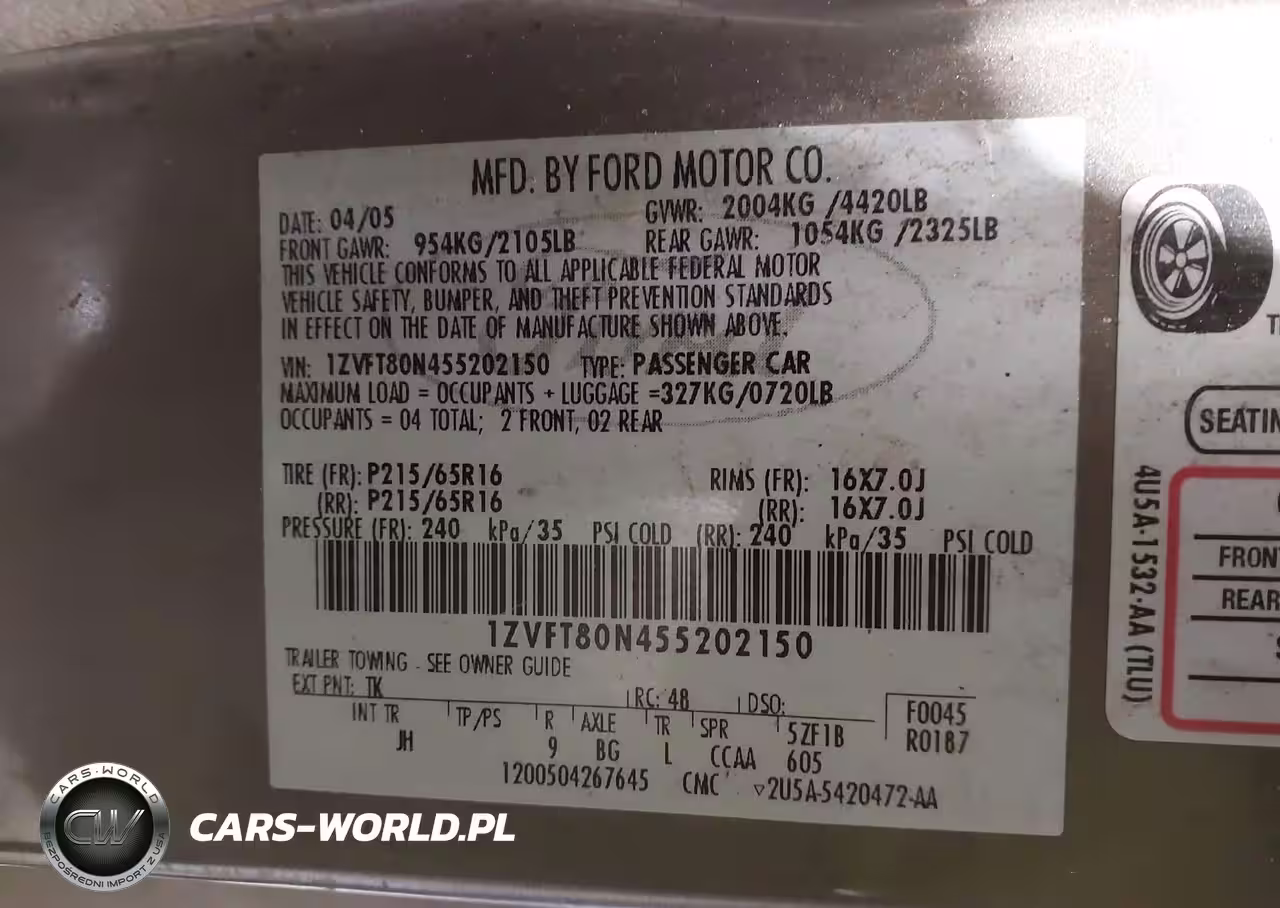 MFD. BY FORD MOTOR CO.
DATE: 04/05 GVWR: 2004KG /4420LB
FRONT GAWR: 954KG/2105LB REAR GAWR: 1054KG /2325LB
THIS VEHICLE CONFORMS TO ALL APPLICABLE FEDERAL MOTOR
VEHICLE SAFETY, BUMPER, AND THEFT PREVENTION STANDARDS
IN EFFECT ON THE DATE OF MANUFACTURE SHOWN ABOVE.
VIN: 1ZVFT80N455202150 TYPE: PASSENGER CAR
MAXIMUM LOAD = OCCUPANTS + LUGGAGE =327KG/0720LB
OCCUPANTS = 04 TOTAL; 2 FRONT, 02 REAR
TIRE (FR): P215/65R16 RIMS (FR): 16X7.0J
(RR): P215/65R16 (RR): 16X7.0J
PRESSURE (FR): 240 kPa/35 PSI COLD (RR): 240 kPa/35 PSI COLD
1ZVFT80N455202150
TRAILER TOWING - SEE OWNER GUIDE
EXT PNT: TK RC: 48 DSO:
INT TR TP/PS R AXLE TR SPR 5ZF1B
JH 9 BG L CCAA 605
F0045
R0187
1200504267645 CMC ▽2U5A-5420472-AA
SEATIN
4U5A-1532-AA (TLU)
FRON
REAR
CARS-WORLD
CW
BEZPOŚREDNI IMPORT Z USA
CARS-WORLD.PL